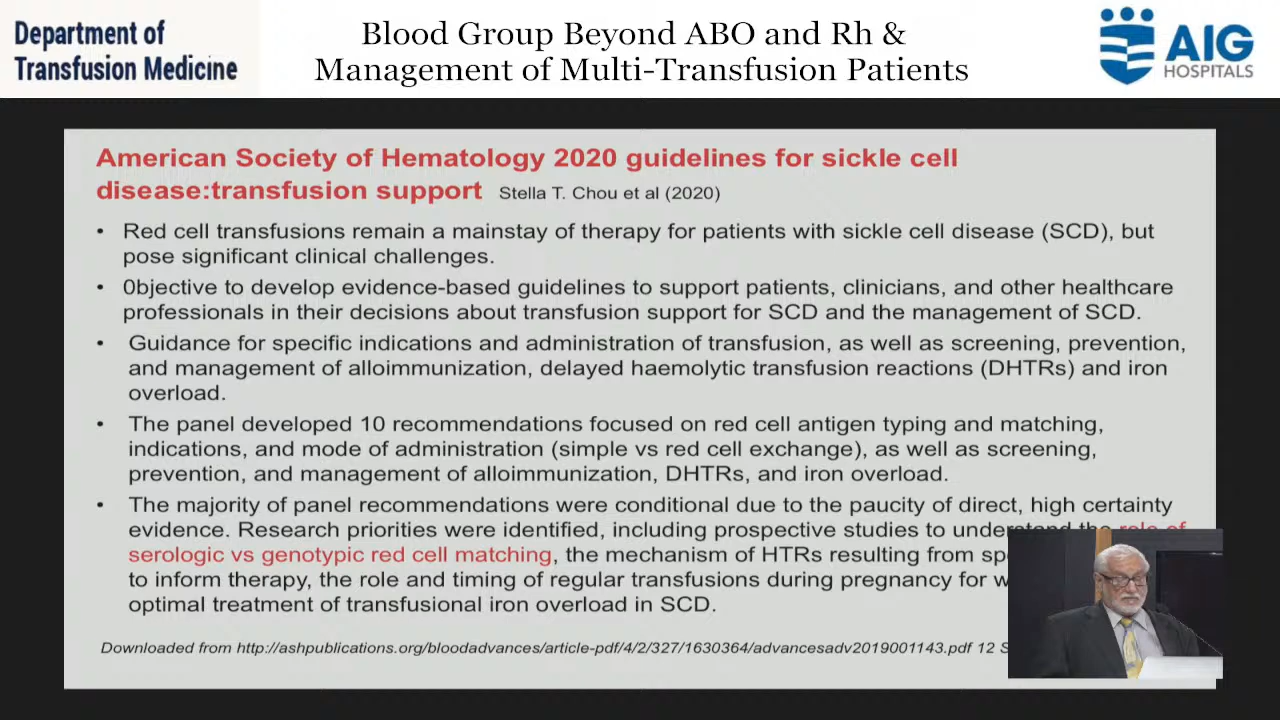 Department of
Transfusion Medicine
Blood Group Beyond ABO and Rh &
Management of Multi-Transfusion Patients
AIG
HOSPITALS
American Society of Hematology 2020 guidelines for sickle cell
disease:transfusion support Stella T. Chou et al (2020)
• Red cell transfusions remain a mainstay of therapy for patients with sickle cell disease (SCD), but
pose significant clinical challenges.
• 0bjective to develop evidence-based guidelines to support patients, clinicians, and other healthcare
professionals in their decisions about transfusion support for SCD and the management of SCD.
• Guidance for specific indications and administration of transfusion, as well as screening, prevention,
and management of alloimmunization, delayed haemolytic transfusion reactions (DHTRs) and iron
overload.
• The panel developed 10 recommendations focused on red cell antigen typing and matching,
indications, and mode of administration (simple vs red cell exchange), as well as screening,
prevention, and management of alloimmunization, DHTRs, and iron overload.
• The majority of panel recommendations were conditional due to the paucity of direct, high certainty
evidence. Research priorities were identified, including prospective studies to understand the role of
serologic vs genotypic red cell matching, the mechanism of HTRs resulting from
to inform therapy, the role and timing of regular transfusions during pregnancy for
optimal treatment of transfusional iron overload in SCD.
Downloaded from http://ashpublications.org/bloodadvances/article-pdf/4/2/327/1630364/advancesadv2019001143.pdf 12